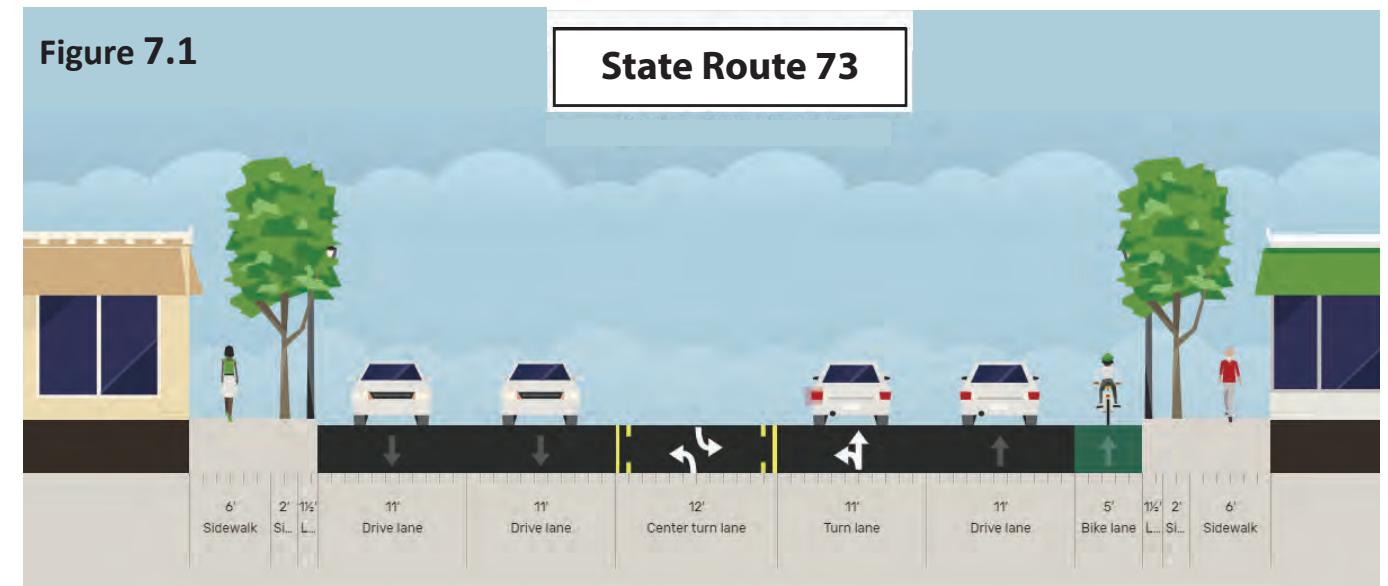 Figure 7.1
State Route 73
6' 2' 1½' 11' 11' 12' 11' 11' 5' 1½' 2' 6'
Sidewalk Si... L... Drive lane Drive lane Center turn lane Turn lane Drive lane Bike lane L... Si... Sidewalk